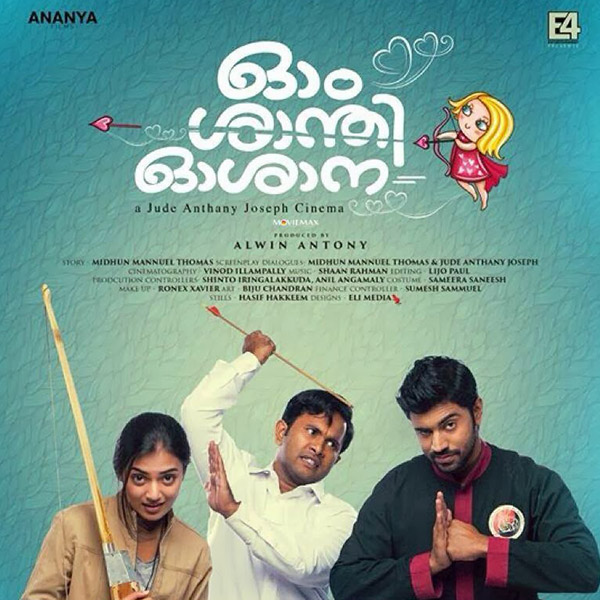 ANANYA
FILMS
E4
PRESENTS
ഓം
ശാന്തി
ഓശാന
a Jude Anthany Joseph Cinema
MOVIEMAX
PRODUCED BY
ALWIN ANTONY
STORY - MIDHUN MANNUEL THOMAS SCREENPLAY DIALOGUES- MIDHUN MANNUEL THOMAS & JUDE ANTHANY JOSEPH
CINEMATOGRAPHY - VINOD ILLAMPALLY MUSIC - SHAAN RAHMAN EDITING - LIJO PAUL
PRODCUTION CONTROLLERS- SHINTO IRINGALAKKUDA, ANIL ANGAMALY COSTUME - SAMEERA SANEESH
MAKE UP - RONEX XAVIER ART - BIJU CHANDRAN FINANCE CONTROLLER - SUMESH SAMMUEL
STILLS - HASIF HAKKEEM DESIGNS - ELI MEDIA